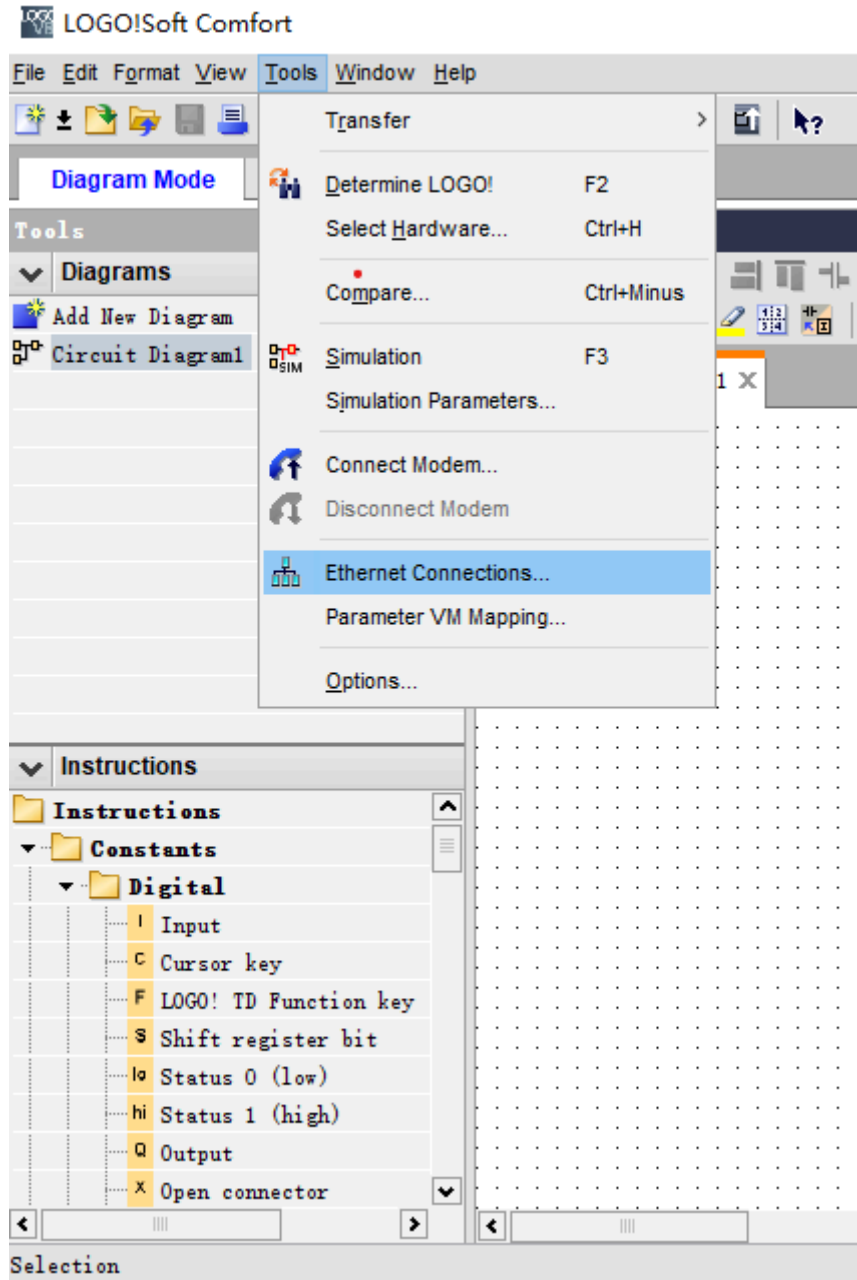 LOGO!Soft Comfort
File Edit Format View Tools Window Help
Transfer
Diagram Mode
Determine LOGO! F2
Select Hardware... Ctrl+H
Tools
Diagrams
Compare... Ctrl+Minus
Add New Diagram
Circuit Diagram1
SIM Simulation F3
1
Simulation Parameters...
Connect Modem...
Disconnect Modem
Ethernet Connections...
Parameter VM Mapping...
Options...
Instructions
Instructions
Constants
Digital
I Input
C Cursor key
F LOGO! TD Function key
S Shift register bit
lo Status 0 (low)
hi Status 1 (high)
Q Output
X Open connector
Selection